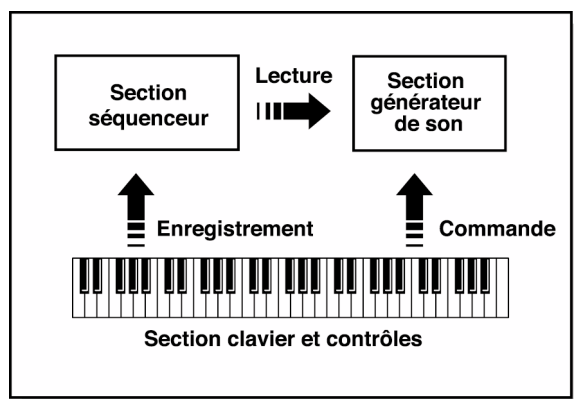 Section
séquenceur
Lecture
Section
générateur
de son
Enregistrement
Commande
Section clavier et contrôles